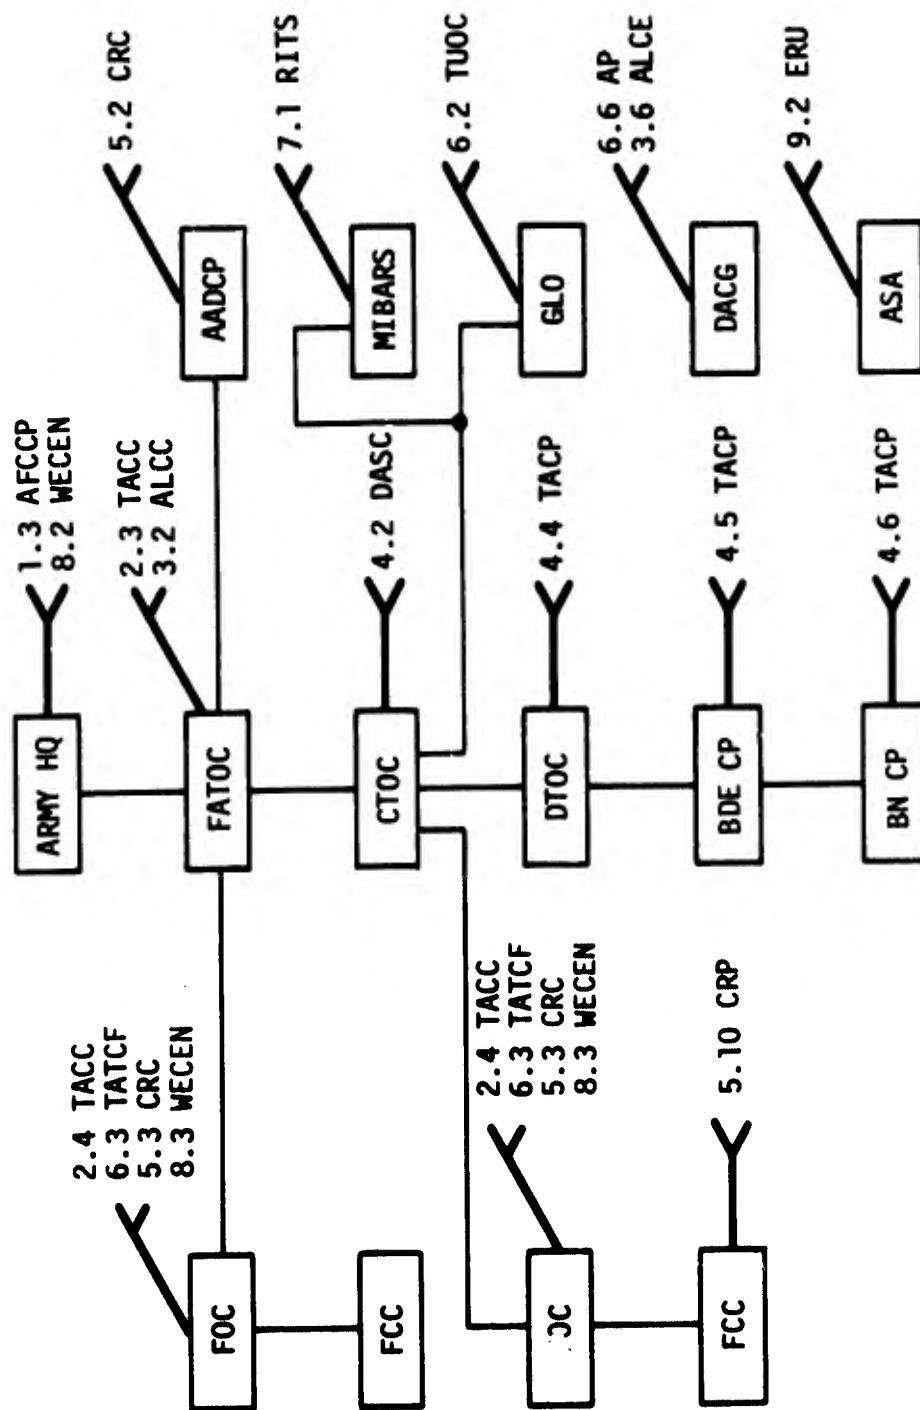 ARMY HQ
1.3 AFCCP
8.2 WECEN
2.4 TACC
6.3 TATCF
5.3 CRC
8.3 WECEN
2.3 TACC
3.2 ALCC
5.2 CRC
FOC
FATOC
AADCP
FCC
CTOC
4.2 DASC
MIBARS
7.1 RITS
2.4 TACC
6.3 TATCF
5.3 CRC
8.3 WECEN
DTOC
4.4 TACP
GLO
6.2 TUOC
FCC
5.10 CRP
BDE CP
4.5 TACP
DACG
6.6 AP
3.6 ALCE
BN CP
4.6 TACP
ASA
9.2 ERU